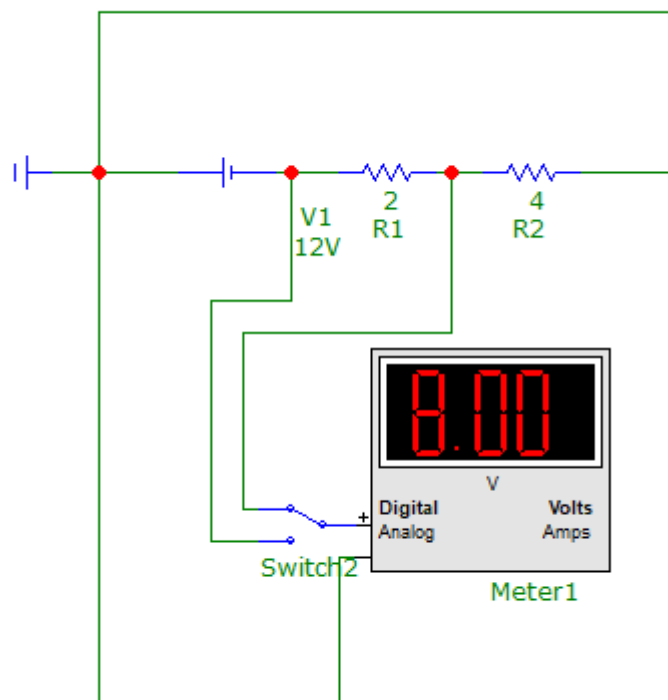 2
R1
4
R2
V1
12V
8.00
V
+
Digital
Volts
Analog
Amps
Switch2
Meter1